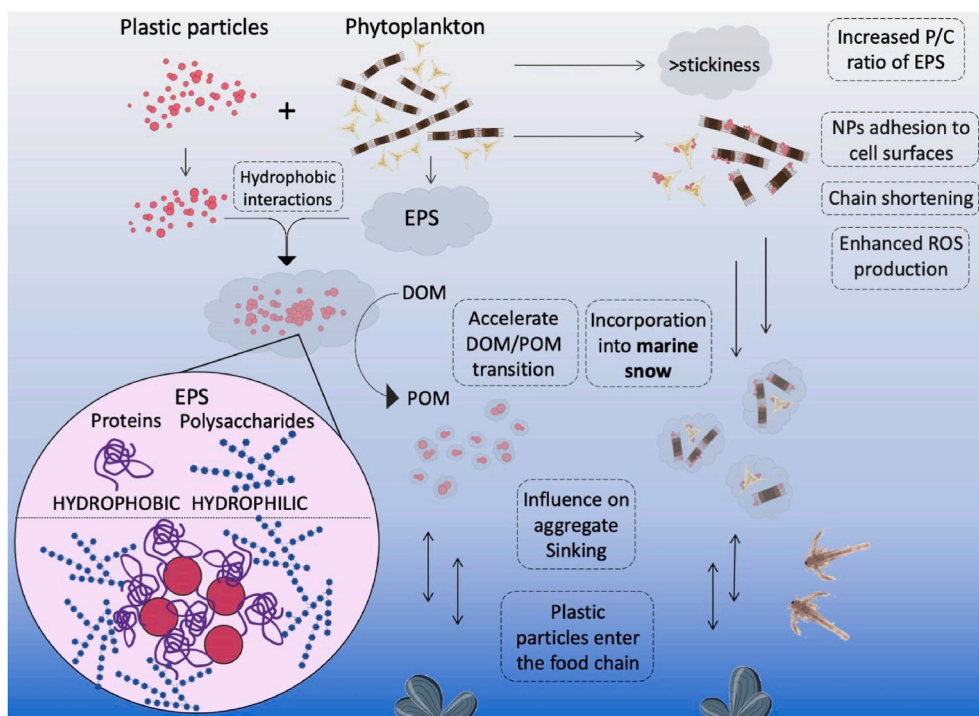 Plastic particles
Phytoplankton
+
>stickiness
Increased P/C
ratio of EPS
NPs adhesion to
cell surfaces
Chain shortening
Enhanced ROS
production
Hydrophobic
interactions
EPS
DOM
POM
Accelerate
DOM/POM
transition
Incorporation
into marine
snow
EPS
Proteins
Polysaccharides
HYDROPHOBIC
HYDROPHILIC
Influence on
aggregate
Sinking
Plastic
particles enter
the food chain